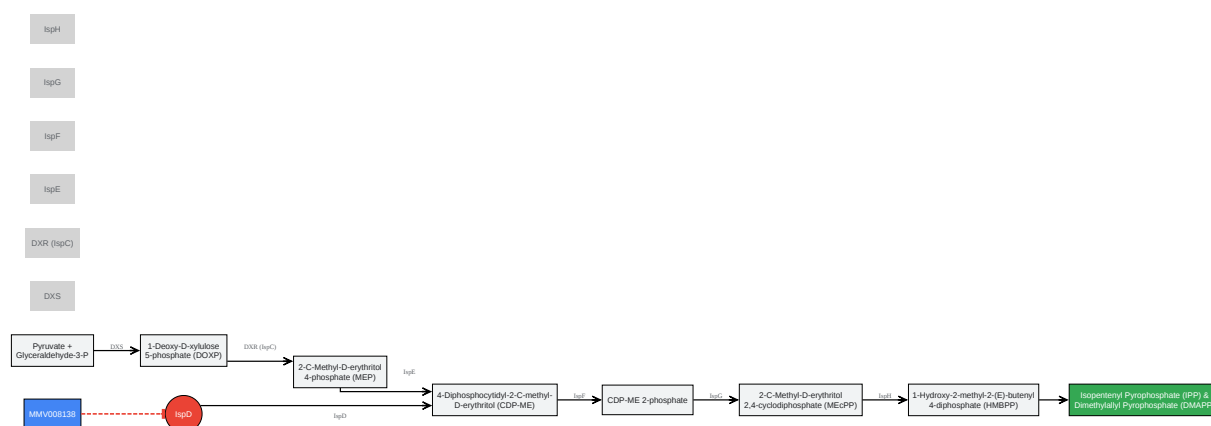 IspH
IspG
IspF
IspE
DXR (IspC)
DXS
Pyruvate +
Glyceraldehyde-3-P
DXS
1-Deoxy-D-xylulose
5-phosphate (DOXP)
DXR (IspC)
2-C-Methyl-D-erythritol
4-phosphate (MEP)
IspE
MMV008138
IspD
IspD
4-Diphosphocytidyl-2-C-methyl-
D-erythritol (CDP-ME)
IspF
CDP-ME 2-phosphate
IspG
2-C-Methyl-D-erythritol
2,4-cyclodiphosphate (MEcPP)
IspH
1-Hydroxy-2-methyl-2-(E)-butenyl
4-diphosphate (HMBPP)
Isopentenyl Pyrophosphate (IPP) &
Dimethylallyl Pyrophosphate (DMAPP